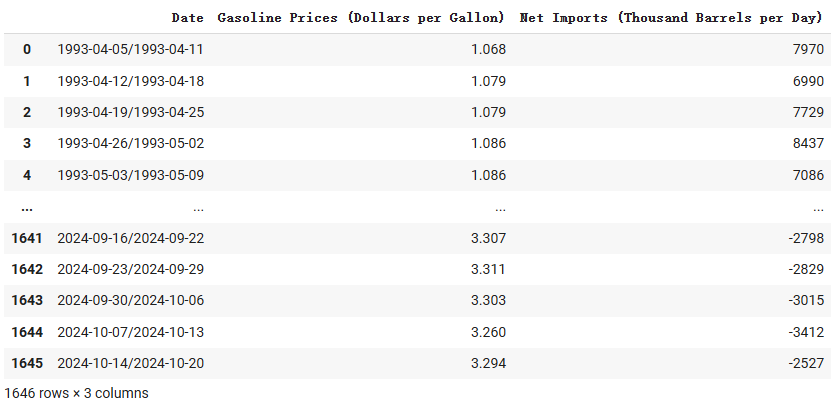 Date Gasoline Prices (Dollars per Gallon) Net Imports (Thousand Barrels per Day)
0 1993-04-05/1993-04-11 1.068 7970
1 1993-04-12/1993-04-18 1.079 6990
2 1993-04-19/1993-04-25 1.079 7729
3 1993-04-26/1993-05-02 1.086 8437
4 1993-05-03/1993-05-09 1.086 7086
... ... ... ...
1641 2024-09-16/2024-09-22 3.307 -2798
1642 2024-09-23/2024-09-29 3.311 -2829
1643 2024-09-30/2024-10-06 3.303 -3015
1644 2024-10-07/2024-10-13 3.260 -3412
1645 2024-10-14/2024-10-20 3.294 -2527
1646 rows × 3 columns